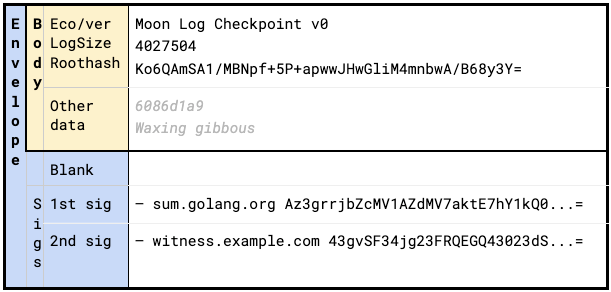 Envelope
Body
Eco/ver Moon Log Checkpoint v0
LogSize 4027504
Roothash Ko6QAmSA1/MBNpf+5P+apwwJHwGliM4mnbwA/B68y3Y=
Other data
6086d1a9
Waxing gibbous
Blank
Sigs
1st sig – sum.golang.org Az3grrjbZcMV1AZdMV7aktE7hY1kQ0...=
2nd sig – witness.example.com 43gvSF34jg23FRQEGQ43023dS...=